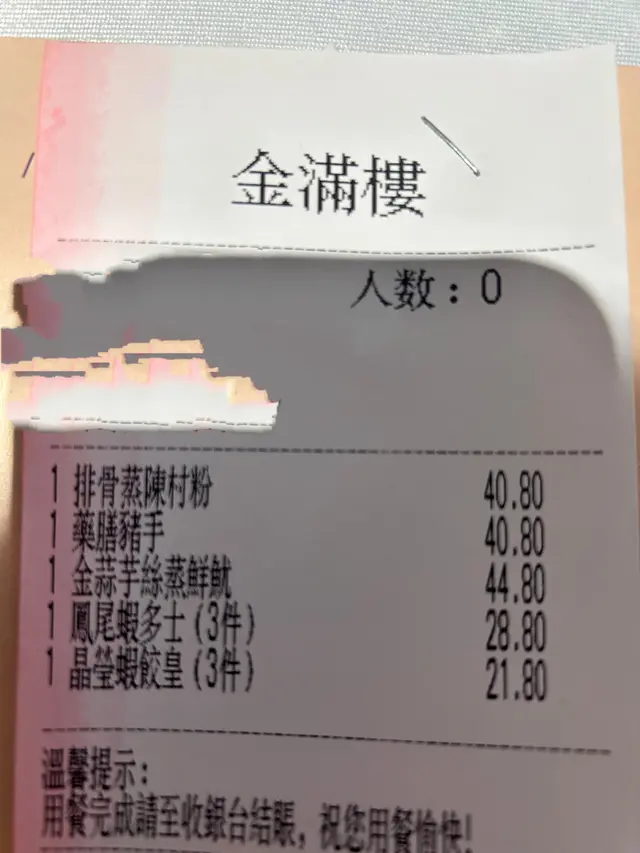 金滿樓
人数：0
1 排骨蒸陳村粉 40.80
1 藥膳豬手 40.80
1 金蒜芋絲蒸鮮魷 44.80
1 鳳尾蝦多士(3件) 28.80
1 晶瑩蝦餃皇(3件) 21.80
溫馨提示：
用餐完成請至收銀台結賬，祝您用餐愉快!